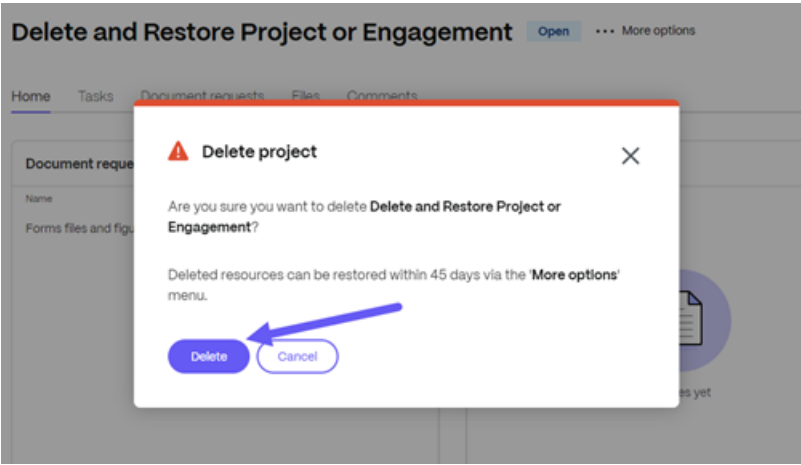 Delete and Restore Project or Engagement Open ••• More options
Home Tasks Document requests Files Comments
Delete project
Document reque
Name
Are you sure you want to delete Delete and Restore Project or
Forms files and figu
Engagement?
Deleted resources can be restored within 45 days via the 'More options'
menu.
Delete Cancel
es yet